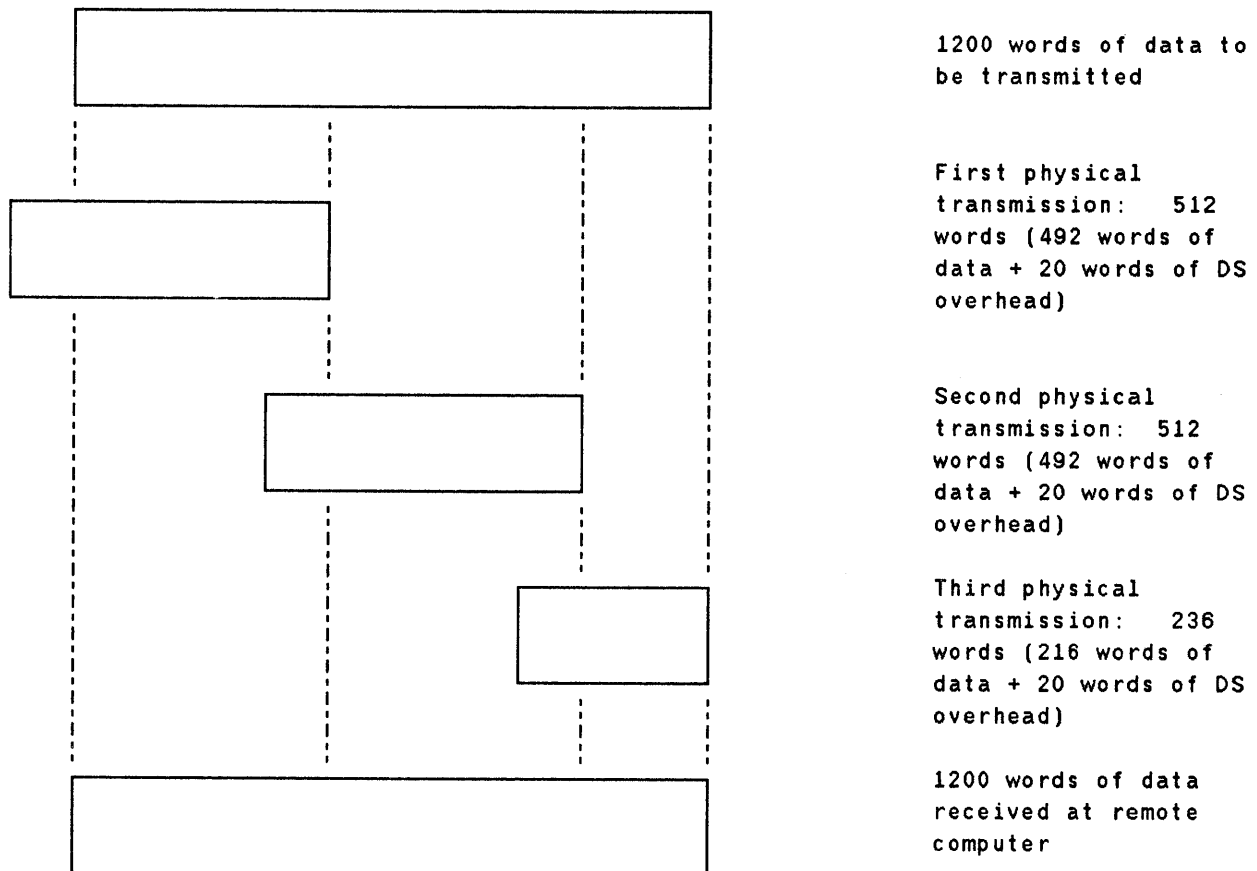 1200 words of data to
be transmitted
First physical
transmission: 512
words (492 words of
data + 20 words of DS
overhead)
Second physical
transmission: 512
words (492 words of
data + 20 words of DS
overhead)
Third physical
transmission: 236
words (216 words of
data + 20 words of DS
overhead)
1200 words of data
received at remote
computer